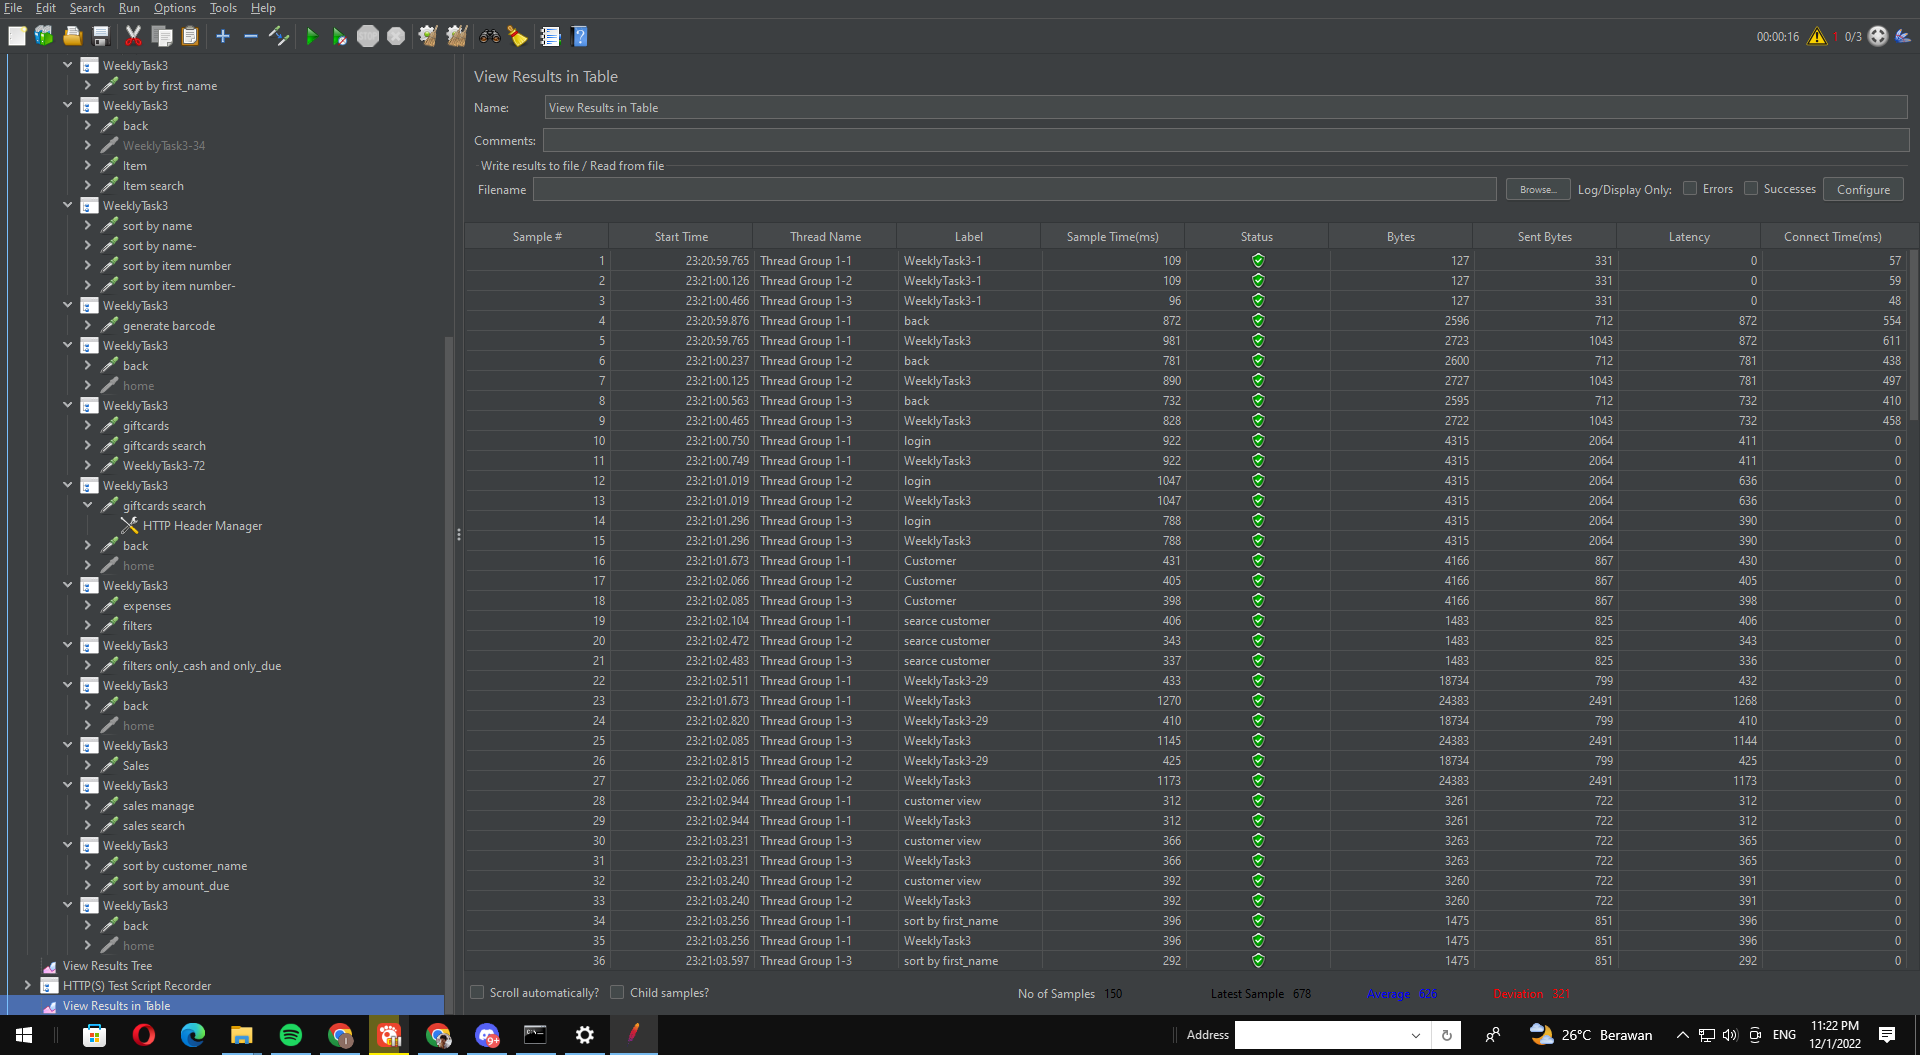 File Edit Search Run Options Tools Help
00:00:16 1 0/3
WeeklyTask3
sort by first_name
WeeklyTask3
back
WeeklyTask3-34
Item
Item search
WeeklyTask3
sort by name
sort by name-
sort by item number
sort by item number-
WeeklyTask3
generate barcode
WeeklyTask3
back
home
WeeklyTask3
giftcards
giftcards search
WeeklyTask3-72
WeeklyTask3
giftcards search
HTTP Header Manager
back
home
WeeklyTask3
expenses
filters
WeeklyTask3
filters only_cash and only_due
WeeklyTask3
back
home
WeeklyTask3
Sales
WeeklyTask3
sales manage
sales search
WeeklyTask3
sort by customer_name
sort by amount_due
WeeklyTask3
back
home
View Results Tree
HTTP(S) Test Script Recorder
View Results in Table
View Results in Table
Name: View Results in Table
Comments:
Write results to file / Read from file
Filename Browse... Log/Display Only: Errors Successes Configure
Sample # Start Time Thread Name Label Sample Time(ms) Status Bytes Sent Bytes Latency Connect Time(ms)
1 23:20:59.765 Thread Group 1-1 WeeklyTask3-1 109 127 331 0 57
2 23:21:00.126 Thread Group 1-2 WeeklyTask3-1 109 127 331 0 59
3 23:21:00.466 Thread Group 1-3 WeeklyTask3-1 96 127 331 0 48
4 23:20:59.876 Thread Group 1-1 back 872 2596 712 872 554
5 23:20:59.765 Thread Group 1-1 WeeklyTask3 981 2723 1043 872 611
6 23:21:00.237 Thread Group 1-2 back 781 2600 712 781 438
7 23:21:00.125 Thread Group 1-2 WeeklyTask3 890 2727 1043 781 497
8 23:21:00.563 Thread Group 1-3 back 732 2595 712 732 410
9 23:21:00.465 Thread Group 1-3 WeeklyTask3 828 2722 1043 732 458
10 23:21:00.750 Thread Group 1-1 login 922 4315 2064 411 0
11 23:21:00.749 Thread Group 1-1 WeeklyTask3 922 4315 2064 411 0
12 23:21:01.019 Thread Group 1-2 login 1047 4315 2064 636 0
13 23:21:01.019 Thread Group 1-2 WeeklyTask3 1047 4315 2064 636 0
14 23:21:01.296 Thread Group 1-3 login 788 4315 2064 390 0
15 23:21:01.296 Thread Group 1-3 WeeklyTask3 788 4315 2064 390 0
16 23:21:01.673 Thread Group 1-1 Customer 431 4166 867 430 0
17 23:21:02.066 Thread Group 1-2 Customer 405 4166 867 405 0
18 23:21:02.085 Thread Group 1-3 Customer 398 4166 867 398 0
19 23:21:02.104 Thread Group 1-1 searce customer 406 1483 825 406 0
20 23:21:02.472 Thread Group 1-2 searce customer 343 1483 825 343 0
21 23:21:02.483 Thread Group 1-3 searce customer 337 1483 825 336 0
22 23:21:02.511 Thread Group 1-1 WeeklyTask3-29 433 18734 799 432 0
23 23:21:01.673 Thread Group 1-1 WeeklyTask3 1270 24383 2491 1268 0
24 23:21:02.820 Thread Group 1-3 WeeklyTask3-29 410 18734 799 410 0
25 23:21:02.085 Thread Group 1-3 WeeklyTask3 1145 24383 2491 1144 0
26 23:21:02.815 Thread Group 1-2 WeeklyTask3-29 425 18734 799 425 0
27 23:21:02.066 Thread Group 1-2 WeeklyTask3 1173 24383 2491 1173 0
28 23:21:02.944 Thread Group 1-1 customer view 312 3261 722 312 0
29 23:21:02.944 Thread Group 1-1 WeeklyTask3 312 3261 722 312 0
30 23:21:03.231 Thread Group 1-3 customer view 366 3263 722 365 0
31 23:21:03.231 Thread Group 1-3 WeeklyTask3 366 3263 722 365 0
32 23:21:03.240 Thread Group 1-2 customer view 392 3260 722 391 0
33 23:21:03.240 Thread Group 1-2 WeeklyTask3 392 3260 722 391 0
34 23:21:03.256 Thread Group 1-1 sort by first_name 396 1475 851 396 0
35 23:21:03.256 Thread Group 1-1 WeeklyTask3 396 1475 851 396 0
36 23:21:03.597 Thread Group 1-3 sort by first_name 292 1475 851 292 0
Scroll automatically? Child samples? No of Samples 150 Latest Sample 678 Average 626 Deviation 321
9+ Address 26°C Berawan ENG
11:22 PM
12/1/2022